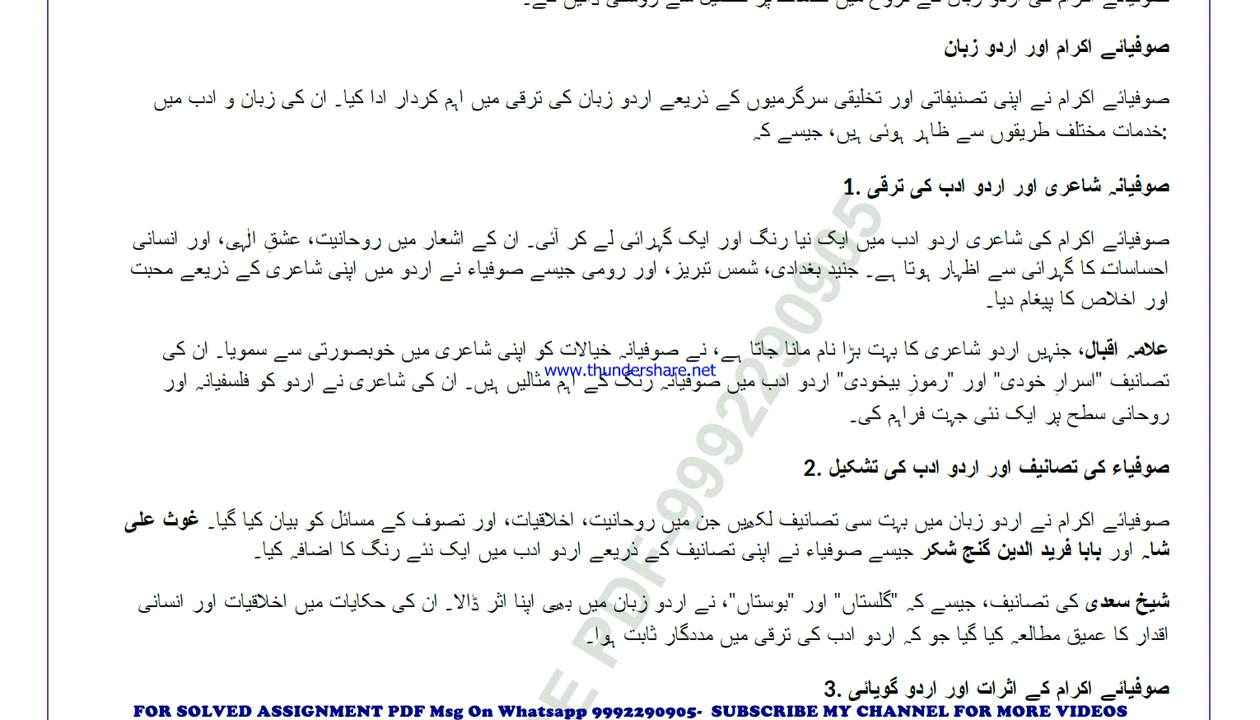 صوفیائے اکرام اور اردو زبان
صوفیائے اکرام نے اپنی تصنیفاتی اور تخلیقی سرگرمیوں کے ذریعے اردو زبان کی ترقی میں اہم کردار ادا کیا۔ ان کی زبان و ادب میں
خدمات مختلف طریقوں سے ظاہر ہوئی ہیں، جیسے کہ:
1. صوفیانہ شاعری اور اردو ادب کی ترقی
صوفیائے اکرام کی شاعری اردو ادب میں ایک نیا رنگ اور ایک گہرائی لے کر آئی۔ ان کے اشعار میں روحانیت، عشقِ الٰہی، اور انسانی
احساسات کا گہرائی سے اظہار ہوتا ہے۔ جنید بغدادی، شمس تبریز، اور رومی جیسے صوفیاء نے اردو میں اپنی شاعری کے ذریعے محبت
اور اخلاص کا پیغام دیا۔
علامہ اقبال، جنہیں اردو شاعری کا بہت بڑا نام مانا جاتا ہے، نے صوفیانہ خیالات کو اپنی شاعری میں خوبصورتی سے سمویا۔ ان کی
www.thundershare.net
تصانیف "اسرارِ خودی" اور "رموزِ بیخودی" اردو ادب میں صوفیانہ رنگ کے اہم مثالیں ہیں۔ ان کی شاعری نے اردو کو فلسفیانہ اور
روحانی سطح پر ایک نئی جہت فراہم کی۔
2. صوفیاء کی تصانیف اور اردو ادب کی تشکیل
صوفیائے اکرام نے اردو زبان میں بہت سی تصانیف لکھیں جن میں روحانیت، اخلاقیات، اور تصوف کے مسائل کو بیان کیا گیا۔ غوث علی
شاہ اور بابا فرید الدین گنج شکر جیسے صوفیاء نے اپنی تصانیف کے ذریعے اردو ادب میں ایک نئے رنگ کا اضافہ کیا۔
شیخ سعدی کی تصانیف، جیسے کہ "گلستاں" اور "بوستاں"، نے اردو زبان میں بھی اپنا اثر ڈالا۔ ان کی حکایات میں اخلاقیات اور انسانی
اقدار کا عمیق مطالعہ کیا گیا جو کہ اردو ادب کی ترقی میں مددگار ثابت ہوا۔
3. صوفیائے اکرام کے اثرات اور اردو گویائی
PDF-9992290905
FOR SOLVED ASSIGNMENT PDF Msg On Whatsapp 9992290905- SUBSCRIBE MY CHANNEL FOR MORE VIDEOS